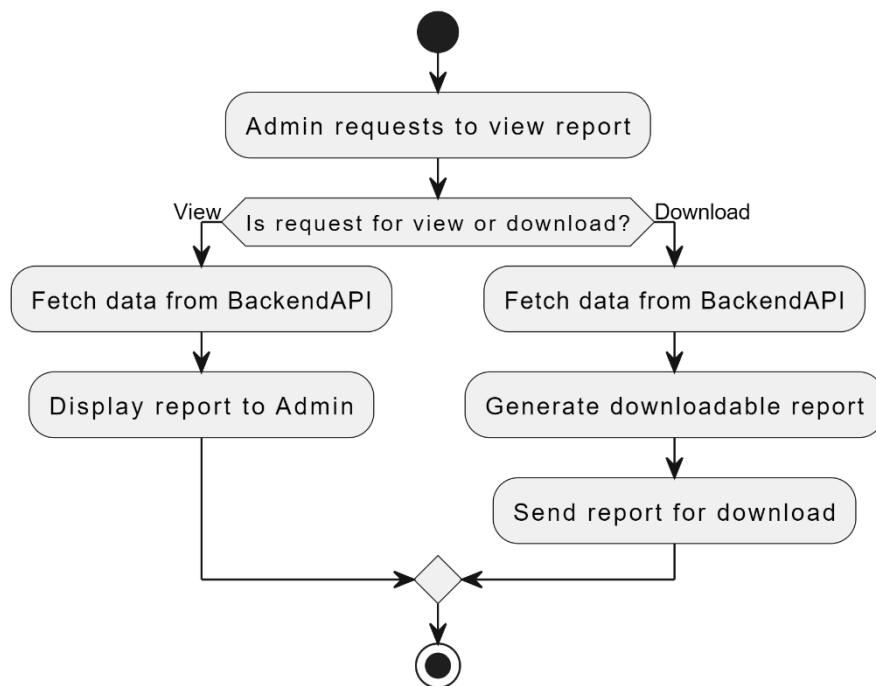 Admin requests to view report
View
Is request for view or download?
Download
Fetch data from BackendAPI
Fetch data from BackendAPI
Display report to Admin
Generate downloadable report
Send report for download